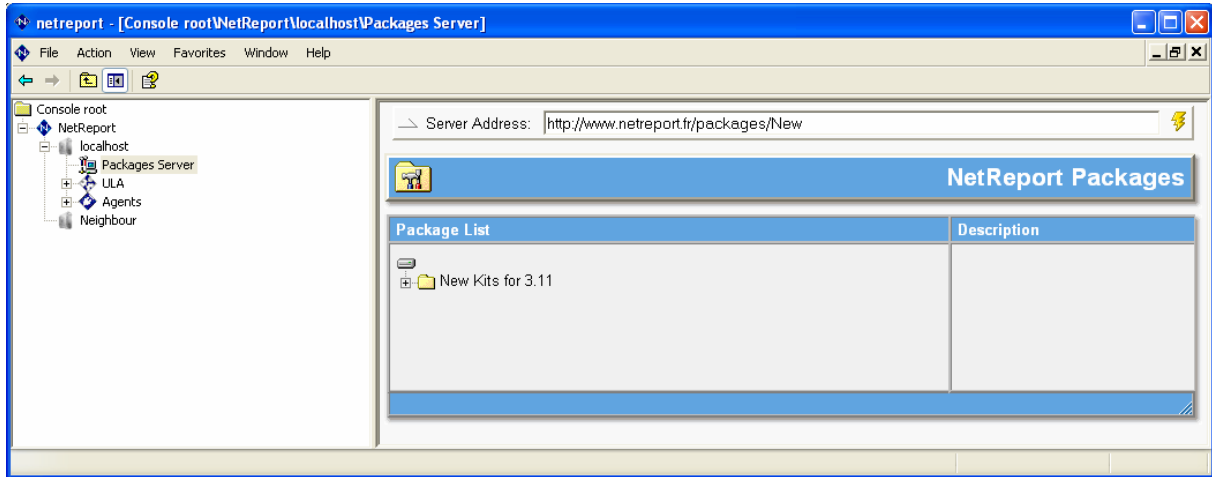 netreport - [Console root\NetReport\localhost\Packages Server]
File Action View Favorites Window Help
Console root
NetReport
localhost
Packages Server
ULA
Agents
Neighbour
Server Address: http://www.netreport.fr/packages/New
NetReport Packages
Package List Description
New Kits for 3.11